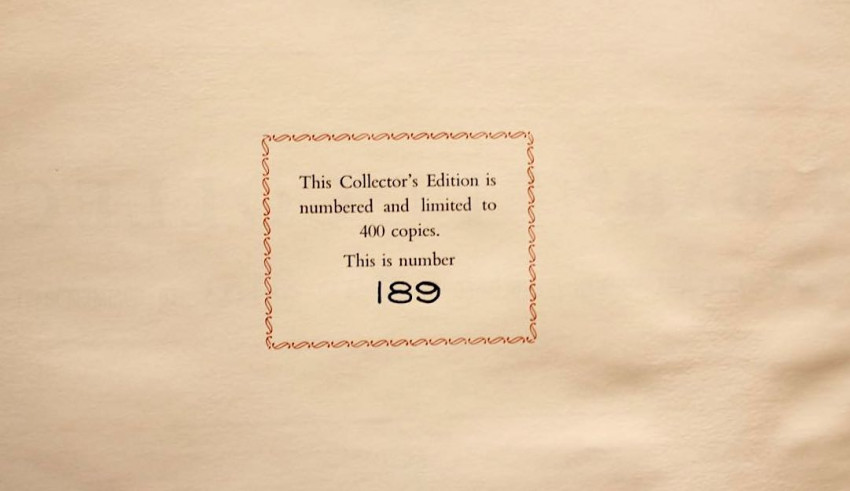 This Collector's Edition is
numbered and limited to
400 copies.
This is number
189